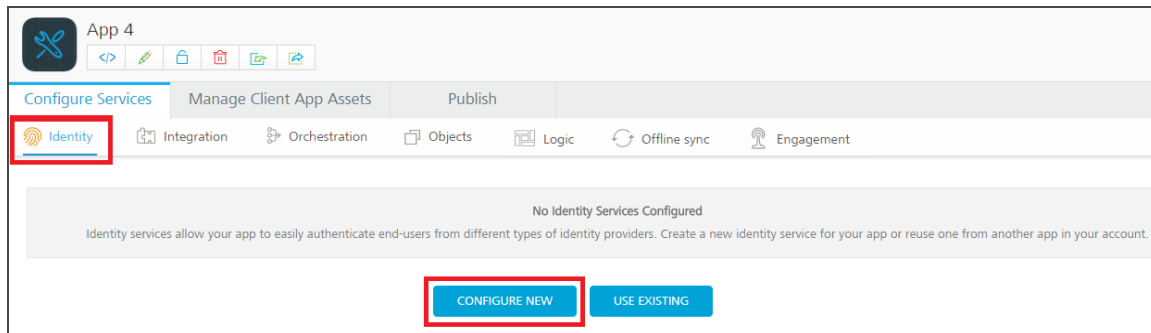 App 4
</>
Configure Services Manage Client App Assets Publish
Identity Integration Orchestration Objects Logic Offline sync Engagement
No Identity Services Configured
Identity services allow your app to easily authenticate end-users from different types of identity providers. Create a new identity service for your app or reuse one from another app in your account.
CONFIGURE NEW USE EXISTING